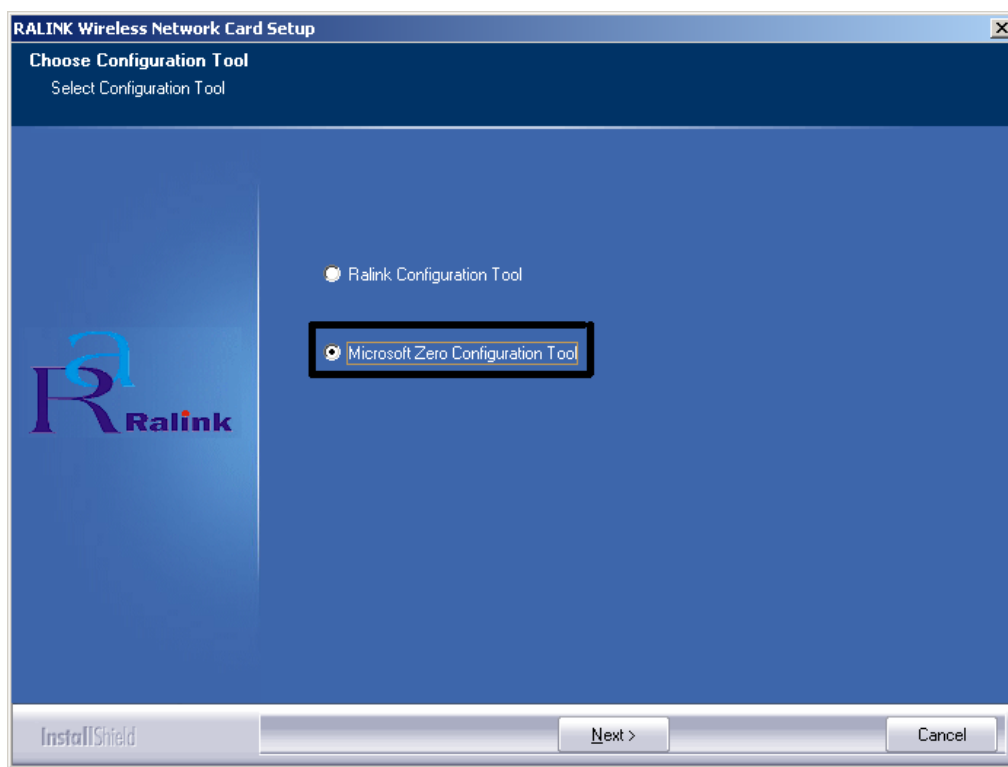 RALINK Wireless Network Card Setup
Choose Configuration Tool
Select Configuration Tool
Ralink Configuration Tool
Microsoft Zero Configuration Tool
Ra
Ralink
InstallShield
Next >
Cancel